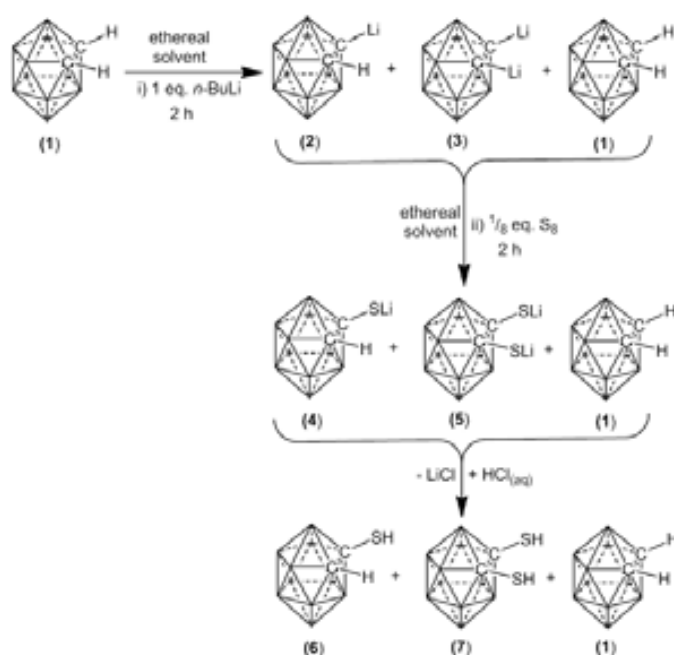 H
C
C
H
(1)
ethereal
solvent
i) 1 eq. n-BuLi
2 h
Li
C
C
H
(2)
+
Li
C
C
Li
(3)
+
H
C
C
H
(1)
ethereal
solvent
ii) 1/8 eq. S8
2 h
SLi
C
C
H
(4)
+
SLi
C
C
SLi
(5)
+
H
C
C
H
(1)
- LiCl
+ HCl(aq)
SH
C
C
H
(6)
+
SH
C
C
SH
(7)
+
H
C
C
H
(1)